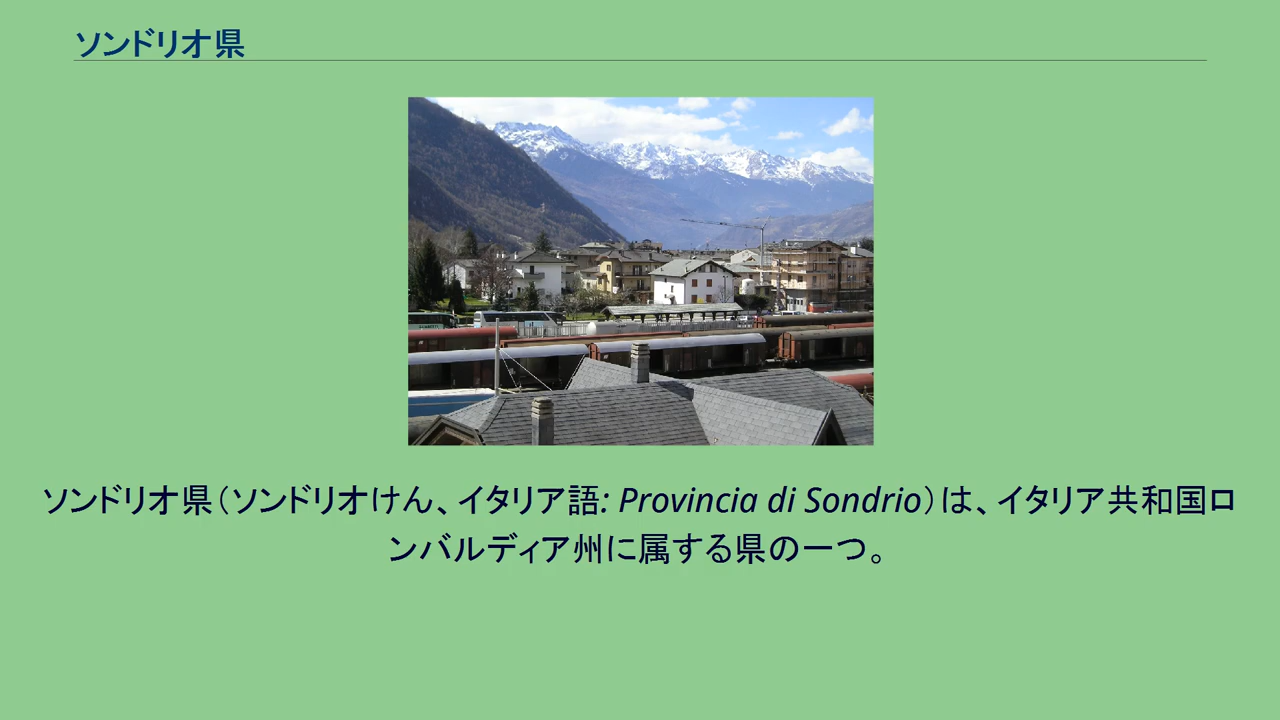 ソンドリオ県
ソンドリオ県（ソンドリオけん、イタリア語: Provincia di Sondrio）は、イタリア共和国ロ
ンバルディア州に属する県の一つ。